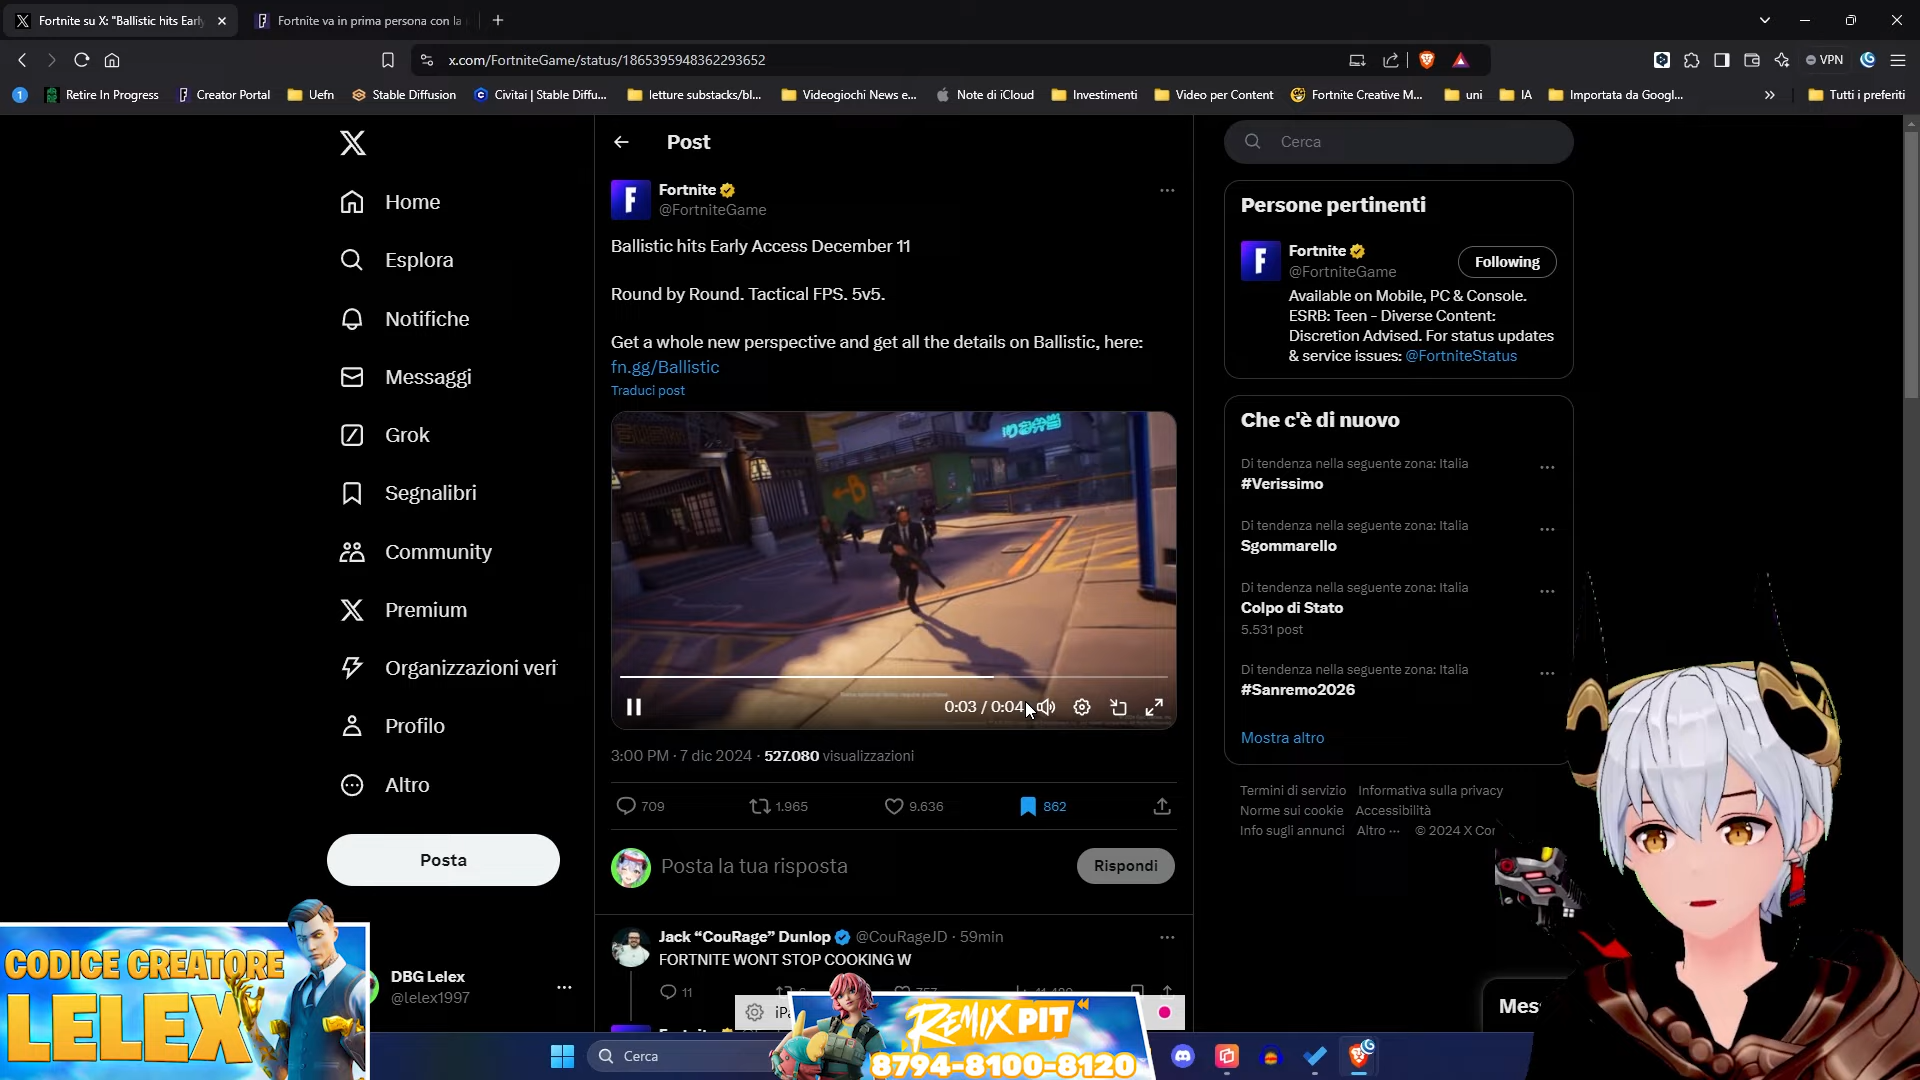 Fortnite su X: "Ballistic hits Early
Fortnite va in prima persona con la
x.com/FortniteGame/status/1865395948362293652
VPN
Retire In Progress
Creator Portal
Uefn
Stable Diffusion
Civitai | Stable Diffu...
letture substacks/bl...
Videogiochi News e...
Note di iCloud
Investimenti
Video per Content
Fortnite Creative M...
uni
IA
Importata da Googl...
Tutti i preferiti
Home
Esplora
Notifiche
Messaggi
Grok
Segnalibri
Community
Premium
Organizzazioni veri
Profilo
Altro
Posta
DBG Lelex
@lelex1997
CODICE CREATORE
LELEX
Post
Fortnite
@FortniteGame
Ballistic hits Early Access December 11
Round by Round. Tactical FPS. 5v5.
Get a whole new perspective and get all the details on Ballistic, here:
fn.gg/Ballistic
Traduci post
0:03 / 0:04
3:00 PM · 7 dic 2024 · 527.080 visualizzazioni
709
1.965
9.636
862
Posta la tua risposta
Rispondi
Jack “CouRage” Dunlop @CouRageJD · 59min
FORTNITE WONT STOP COOKING W
11
REMIX PIT
8794-8100-8120
Cerca
Cerca
Persone pertinenti
Fortnite
@FortniteGame
Following
Available on Mobile, PC & Console.
ESRB: Teen - Diverse Content:
Discretion Advised. For status updates
& service issues: @FortniteStatus
Che c'è di nuovo
Di tendenza nella seguente zona: Italia
#Verissimo
Di tendenza nella seguente zona: Italia
Sgommarello
Di tendenza nella seguente zona: Italia
Colpo di Stato
5.531 post
Di tendenza nella seguente zona: Italia
#Sanremo2026
Mostra altro
Termini di servizio Informativa sulla privacy
Norme sui cookie Accessibilità
Info sugli annunci Altro ··· © 2024 X Cor
Mes